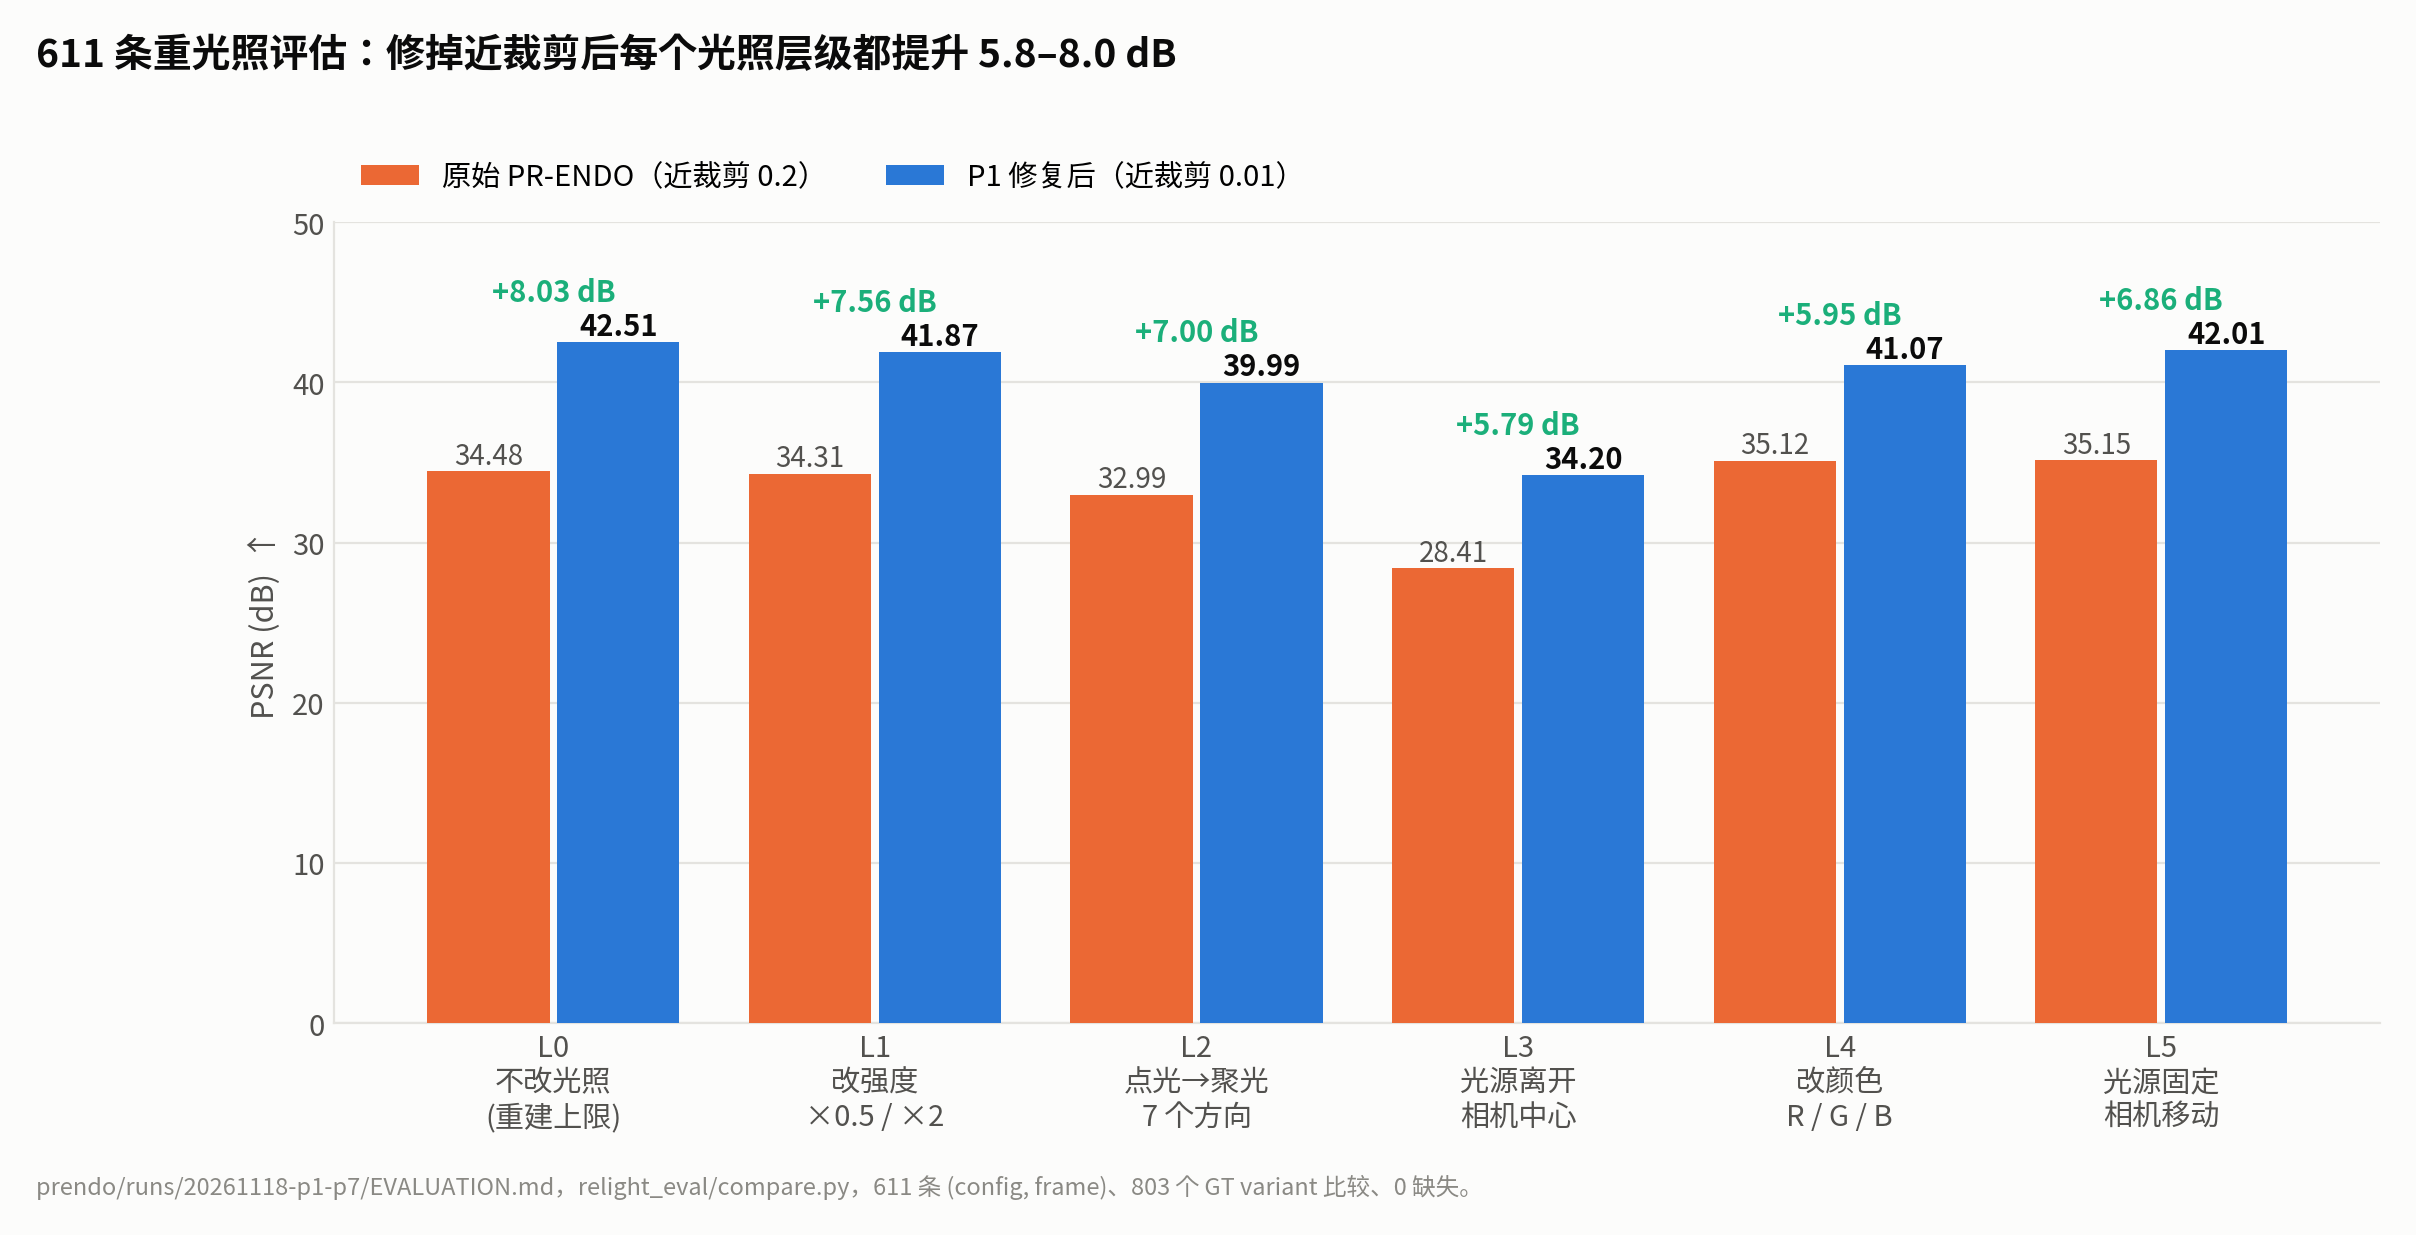 611 条重光照评估：修掉近裁剪后每个光照层级都提升 5.8–8.0 dB
原始 PR-ENDO（近裁剪 0.2）
P1 修复后（近裁剪 0.01）
PSNR (dB) ↑
50
40
30
20
10
0
+8.03 dB
42.51
34.48
+7.56 dB
41.87
34.31
+7.00 dB
39.99
32.99
+5.79 dB
34.20
28.41
+5.95 dB
41.07
35.12
+6.86 dB
42.01
35.15
L0
不改光照
(重建上限)
L1
改强度
×0.5 / ×2
L2
点光→聚光
7 个方向
L3
光源离开
相机中心
L4
改颜色
R / G / B
L5
光源固定
相机移动
prendo/runs/20261118-p1-p7/EVALUATION.md，relight_eval/compare.py，611 条 (config, frame)、803 个 GT variant 比较、0 缺失。